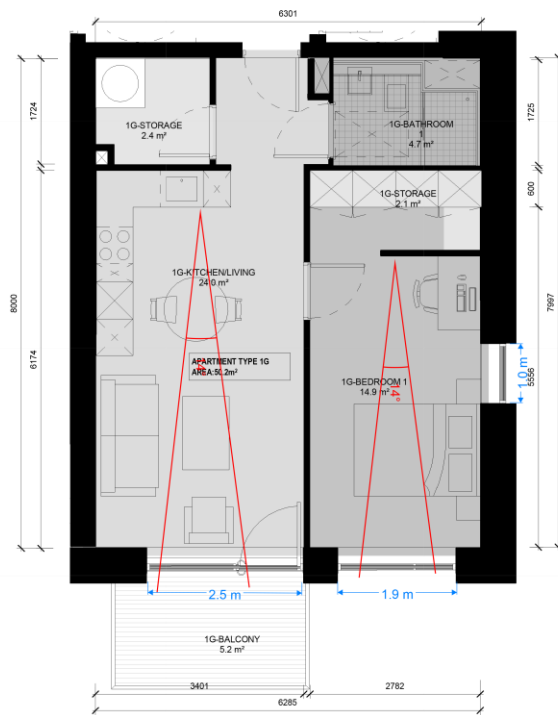 6301
1724
1G-STORAGE
2.4 m²
1G-BATHROOM
1
4.7 m²
1725
1G-STORAGE
2.1 m²
600
1G-KITCHEN/LIVING
24.0 m²
8000
6174
7997
5556
APARTMENT TYPE 1G
AREA:50.2m²
14°
1G-BEDROOM 1
14.9 m²
14°
1.0 m
2.5 m
1.9 m
1G-BALCONY
5.2 m²
3401
2782
6285